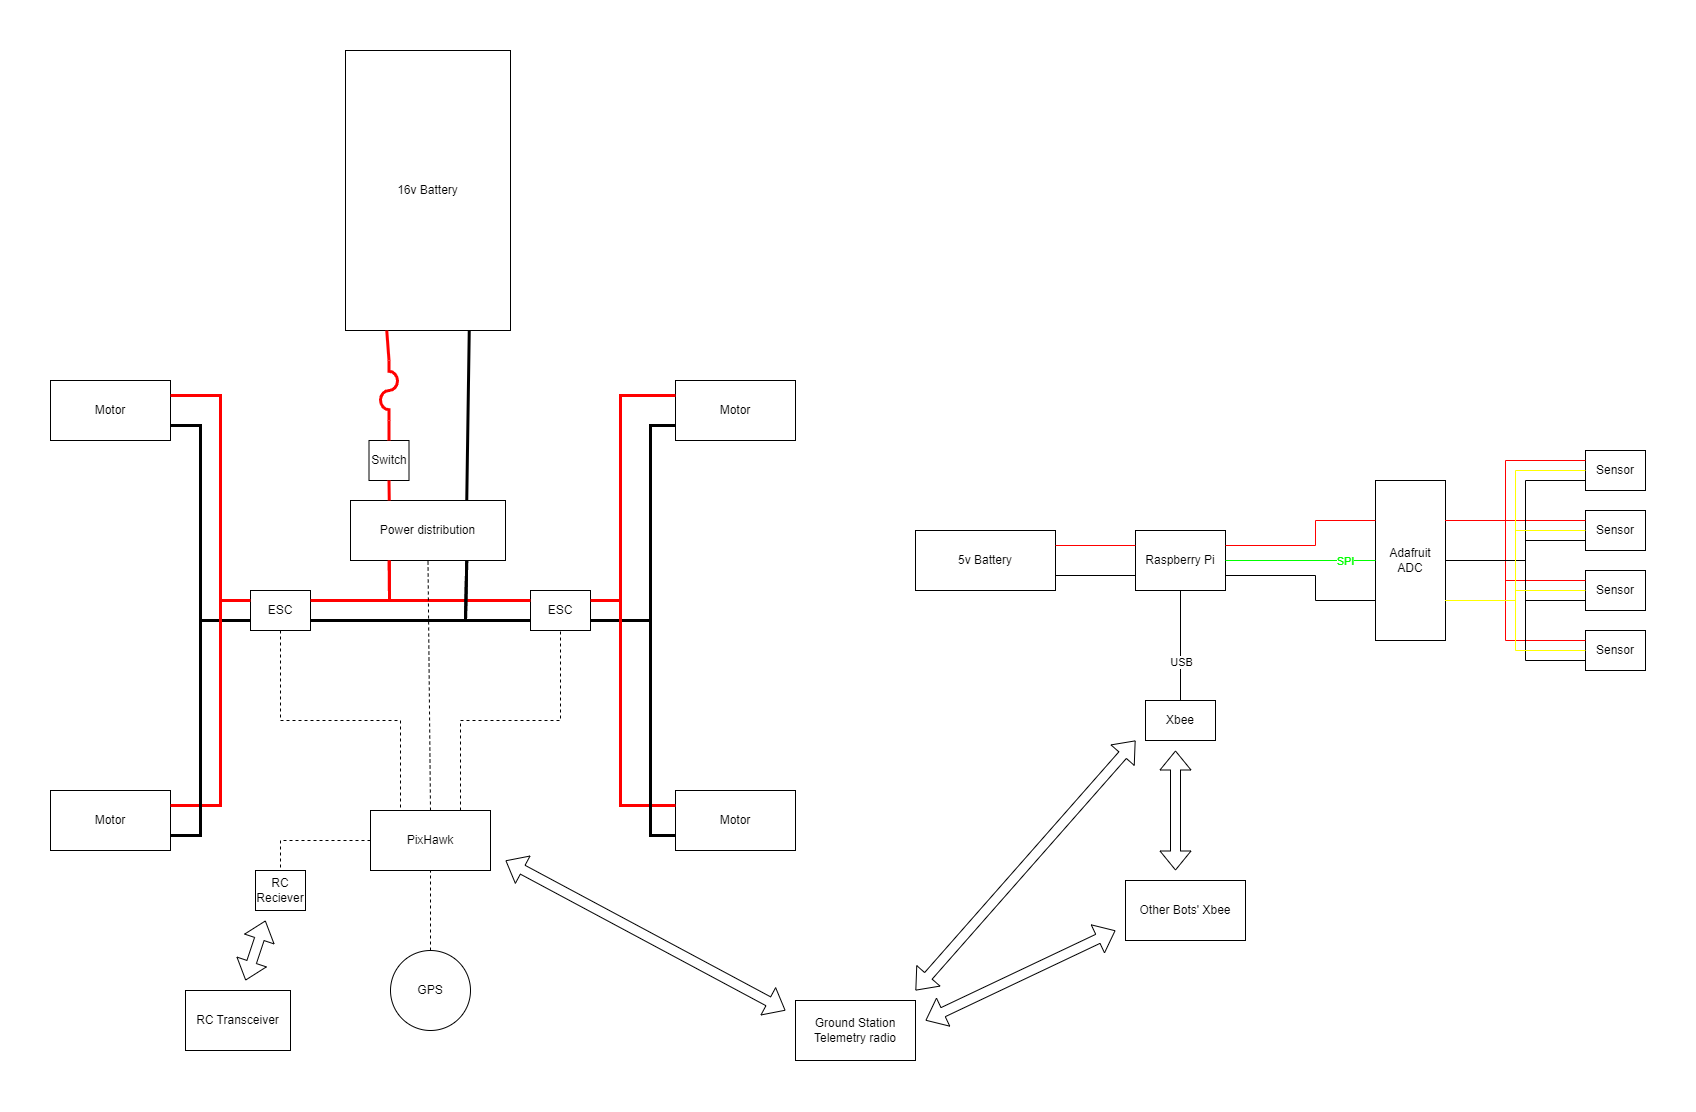 16v Battery
Motor
Motor
Switch
Power distribution
ESC
ESC
Motor
Motor
PixHawk
RC
Reciever
RC Transceiver
GPS
Ground Station
Telemetry radio
5v Battery
Raspberry Pi
SPI
Adafruit
ADC
Sensor
Sensor
Sensor
Sensor
USB
Xbee
Other Bots' Xbee